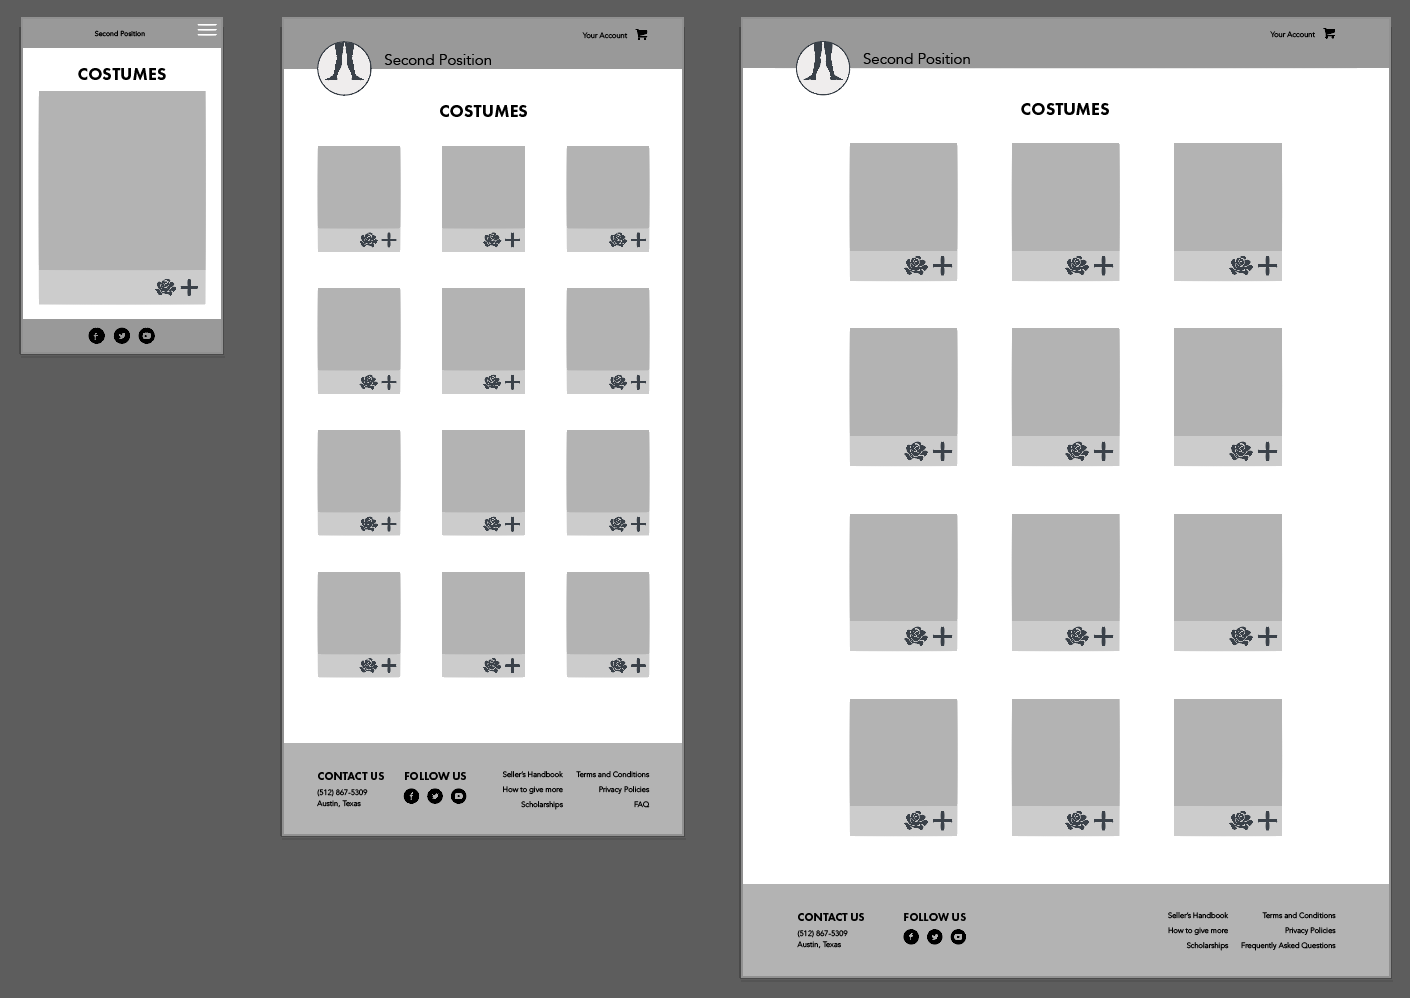 Second Position
COSTUMES
Your Account
Second Position
COSTUMES
CONTACT US
(512) 867-5309
Austin, Texas
FOLLOW US
Seller's Handbook
How to give more
Scholarships
Terms and Conditions
Privacy Policies
FAQ
Your Account
Second Position
COSTUMES
CONTACT US
(512) 867-5309
Austin, Texas
FOLLOW US
Seller's Handbook
How to give more
Scholarships
Terms and Conditions
Privacy Policies
Frequently Asked Questions